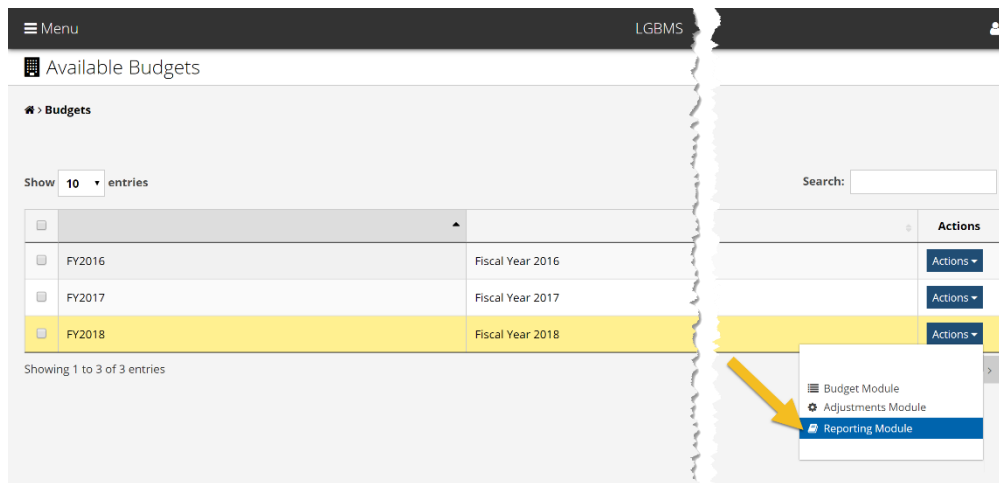 Menu LGBMS
Available Budgets
> Budgets
Show 10 entries Search:
Actions
FY2016 Fiscal Year 2016 Actions
FY2017 Fiscal Year 2017 Actions
FY2018 Fiscal Year 2018 Actions
Showing 1 to 3 of 3 entries >
Budget Module
Adjustments Module
Reporting Module